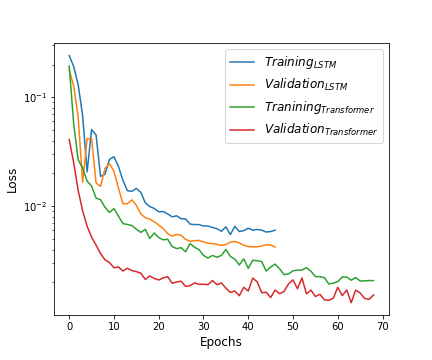 Training_LSTM
Validation_LSTM
Tranining_Transformer
Validation_Transformer
10^-1
10^-2
Loss
0 10 20 30 40 50 60 70
Epochs